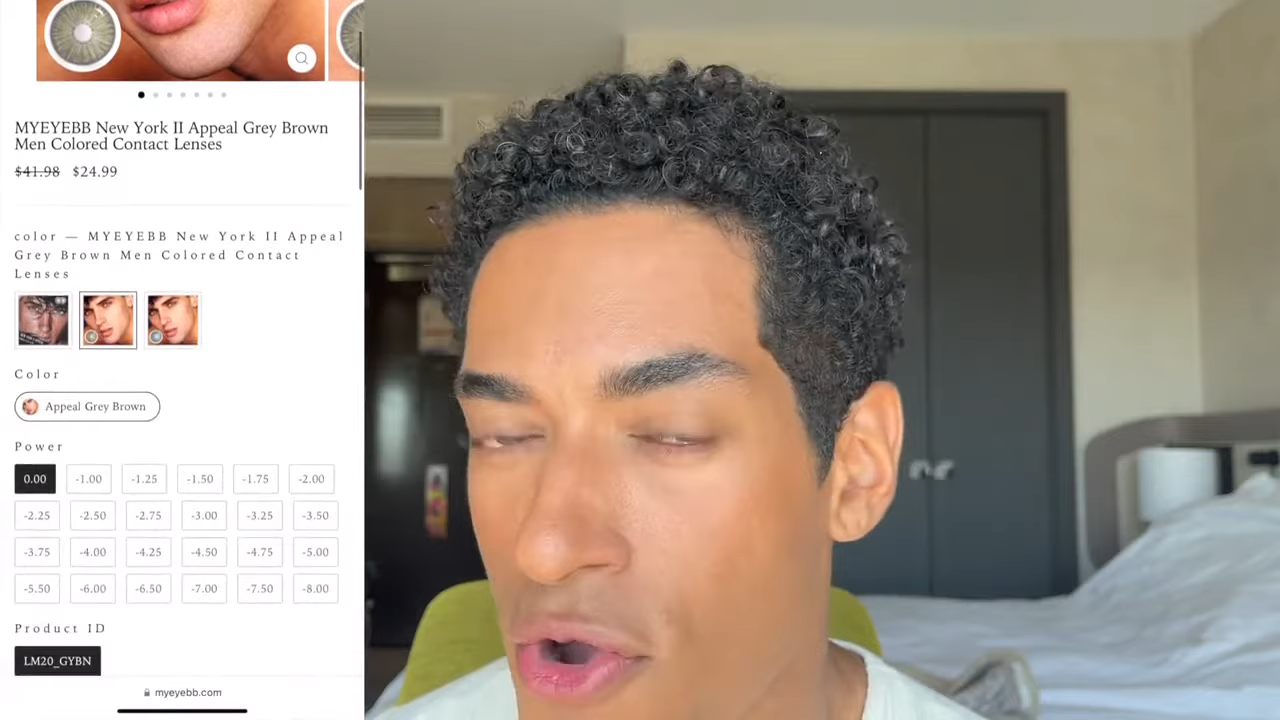 MYEYEBB New York II Appeal Grey Brown
Men Colored Contact Lenses
$41.98 $24.99
color — MYEYEBB New York II Appeal
Grey Brown Men Colored Contact
Lenses
Color
Appeal Grey Brown
Power
0.00 -1.00 -1.25 -1.50 -1.75 -2.00
-2.25 -2.50 -2.75 -3.00 -3.25 -3.50
-3.75 -4.00 -4.25 -4.50 -4.75 -5.00
-5.50 -6.00 -6.50 -7.00 -7.50 -8.00
Product ID
LM20_GYBN
myeyebb.com